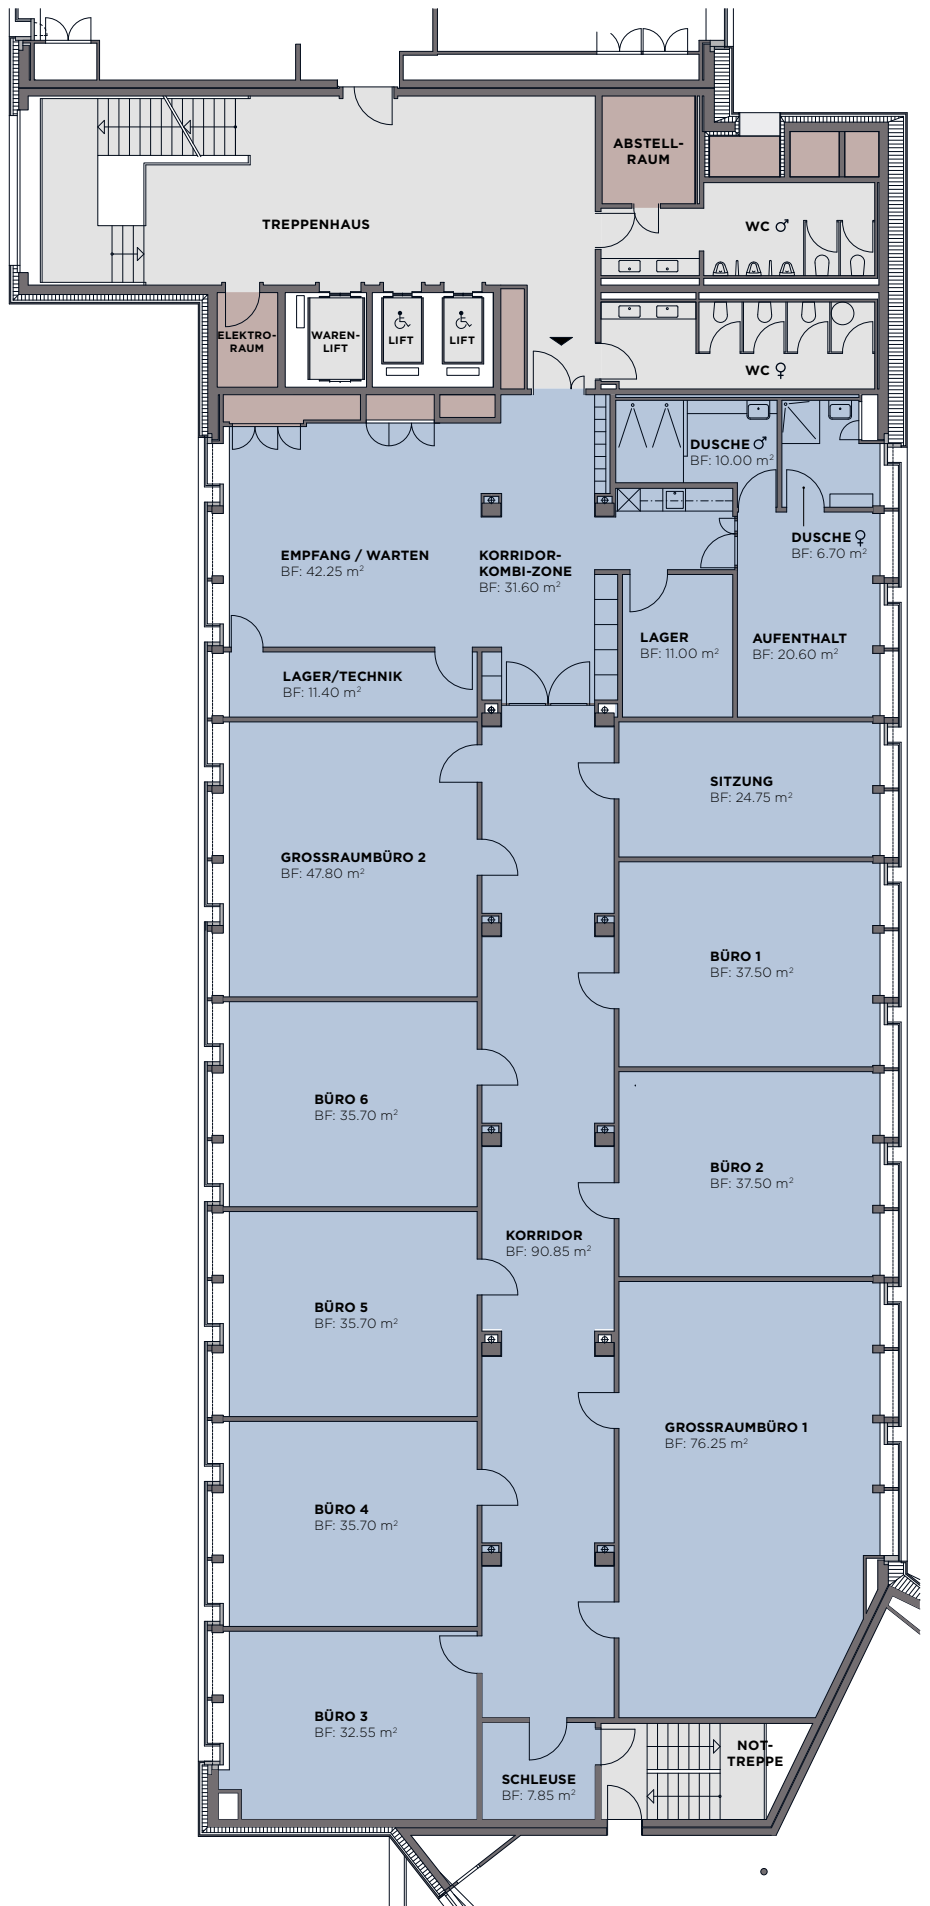 ABSTELL-
RAUM
TREPPENHAUS
WC ♂
ELEKTRO-
RAUM
WAREN-
LIFT
LIFT
LIFT
WC ♀
DUSCHE ♂
BF: 10.00 m²
DUSCHE ♀
BF: 6.70 m²
EMPFANG / WARTEN
BF: 42.25 m²
KORRIDOR-
KOMBI-ZONE
BF: 31.60 m²
LAGER
BF: 11.00 m²
AUFENTHALT
BF: 20.60 m²
LAGER/TECHNIK
BF: 11.40 m²
SITZUNG
BF: 24.75 m²
GROSSRAUMBÜRO 2
BF: 47.80 m²
BÜRO 1
BF: 37.50 m²
BÜRO 6
BF: 35.70 m²
BÜRO 2
BF: 37.50 m²
KORRIDOR
BF: 90.85 m²
BÜRO 5
BF: 35.70 m²
GROSSRAUMBÜRO 1
BF: 76.25 m²
BÜRO 4
BF: 35.70 m²
BÜRO 3
BF: 32.55 m²
NOT-
TREPPE
SCHLEUSE
BF: 7.85 m²